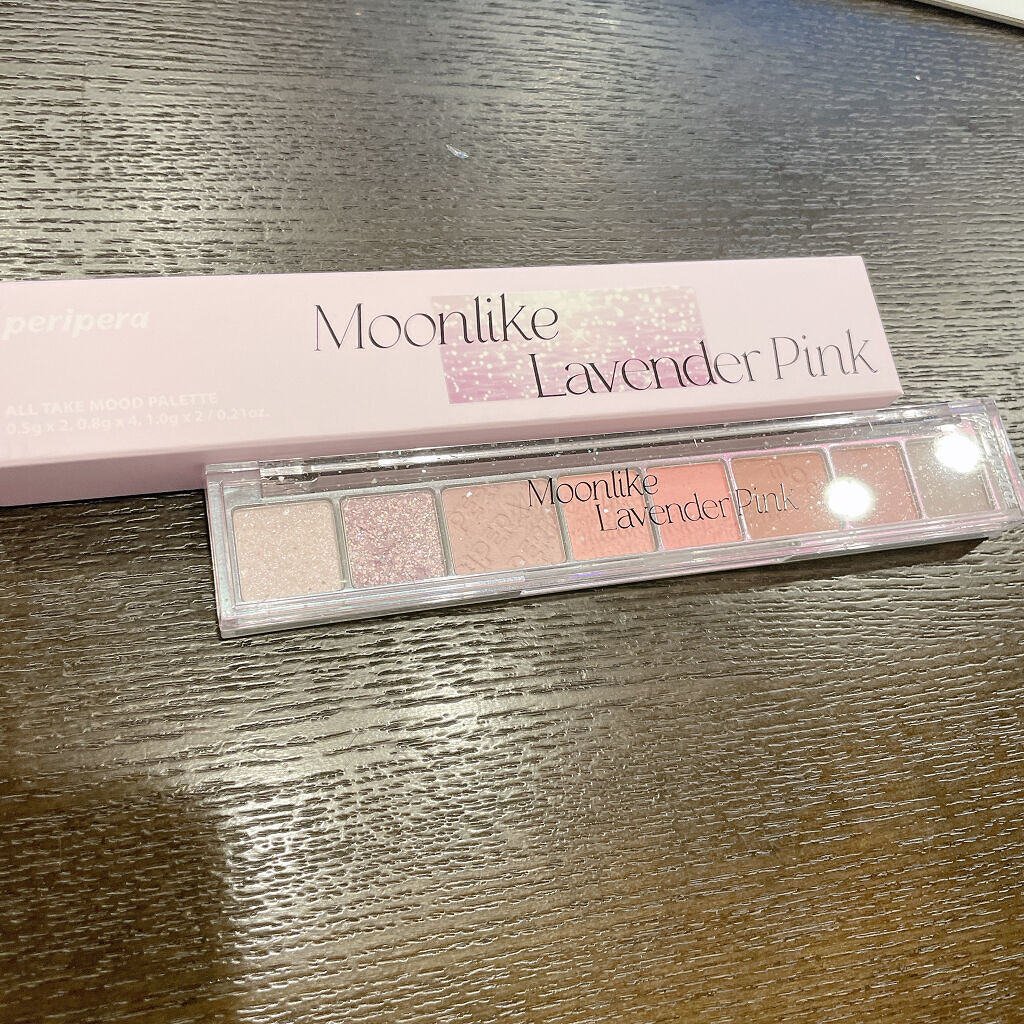 peripera
Moonlike
Lavender Pink
ALL TAKE MOOD PALETTE
0.5g x 2, 0.8g x 4, 1.0g x 2 / 0.21oz.
Moonlike
Lavender Pink